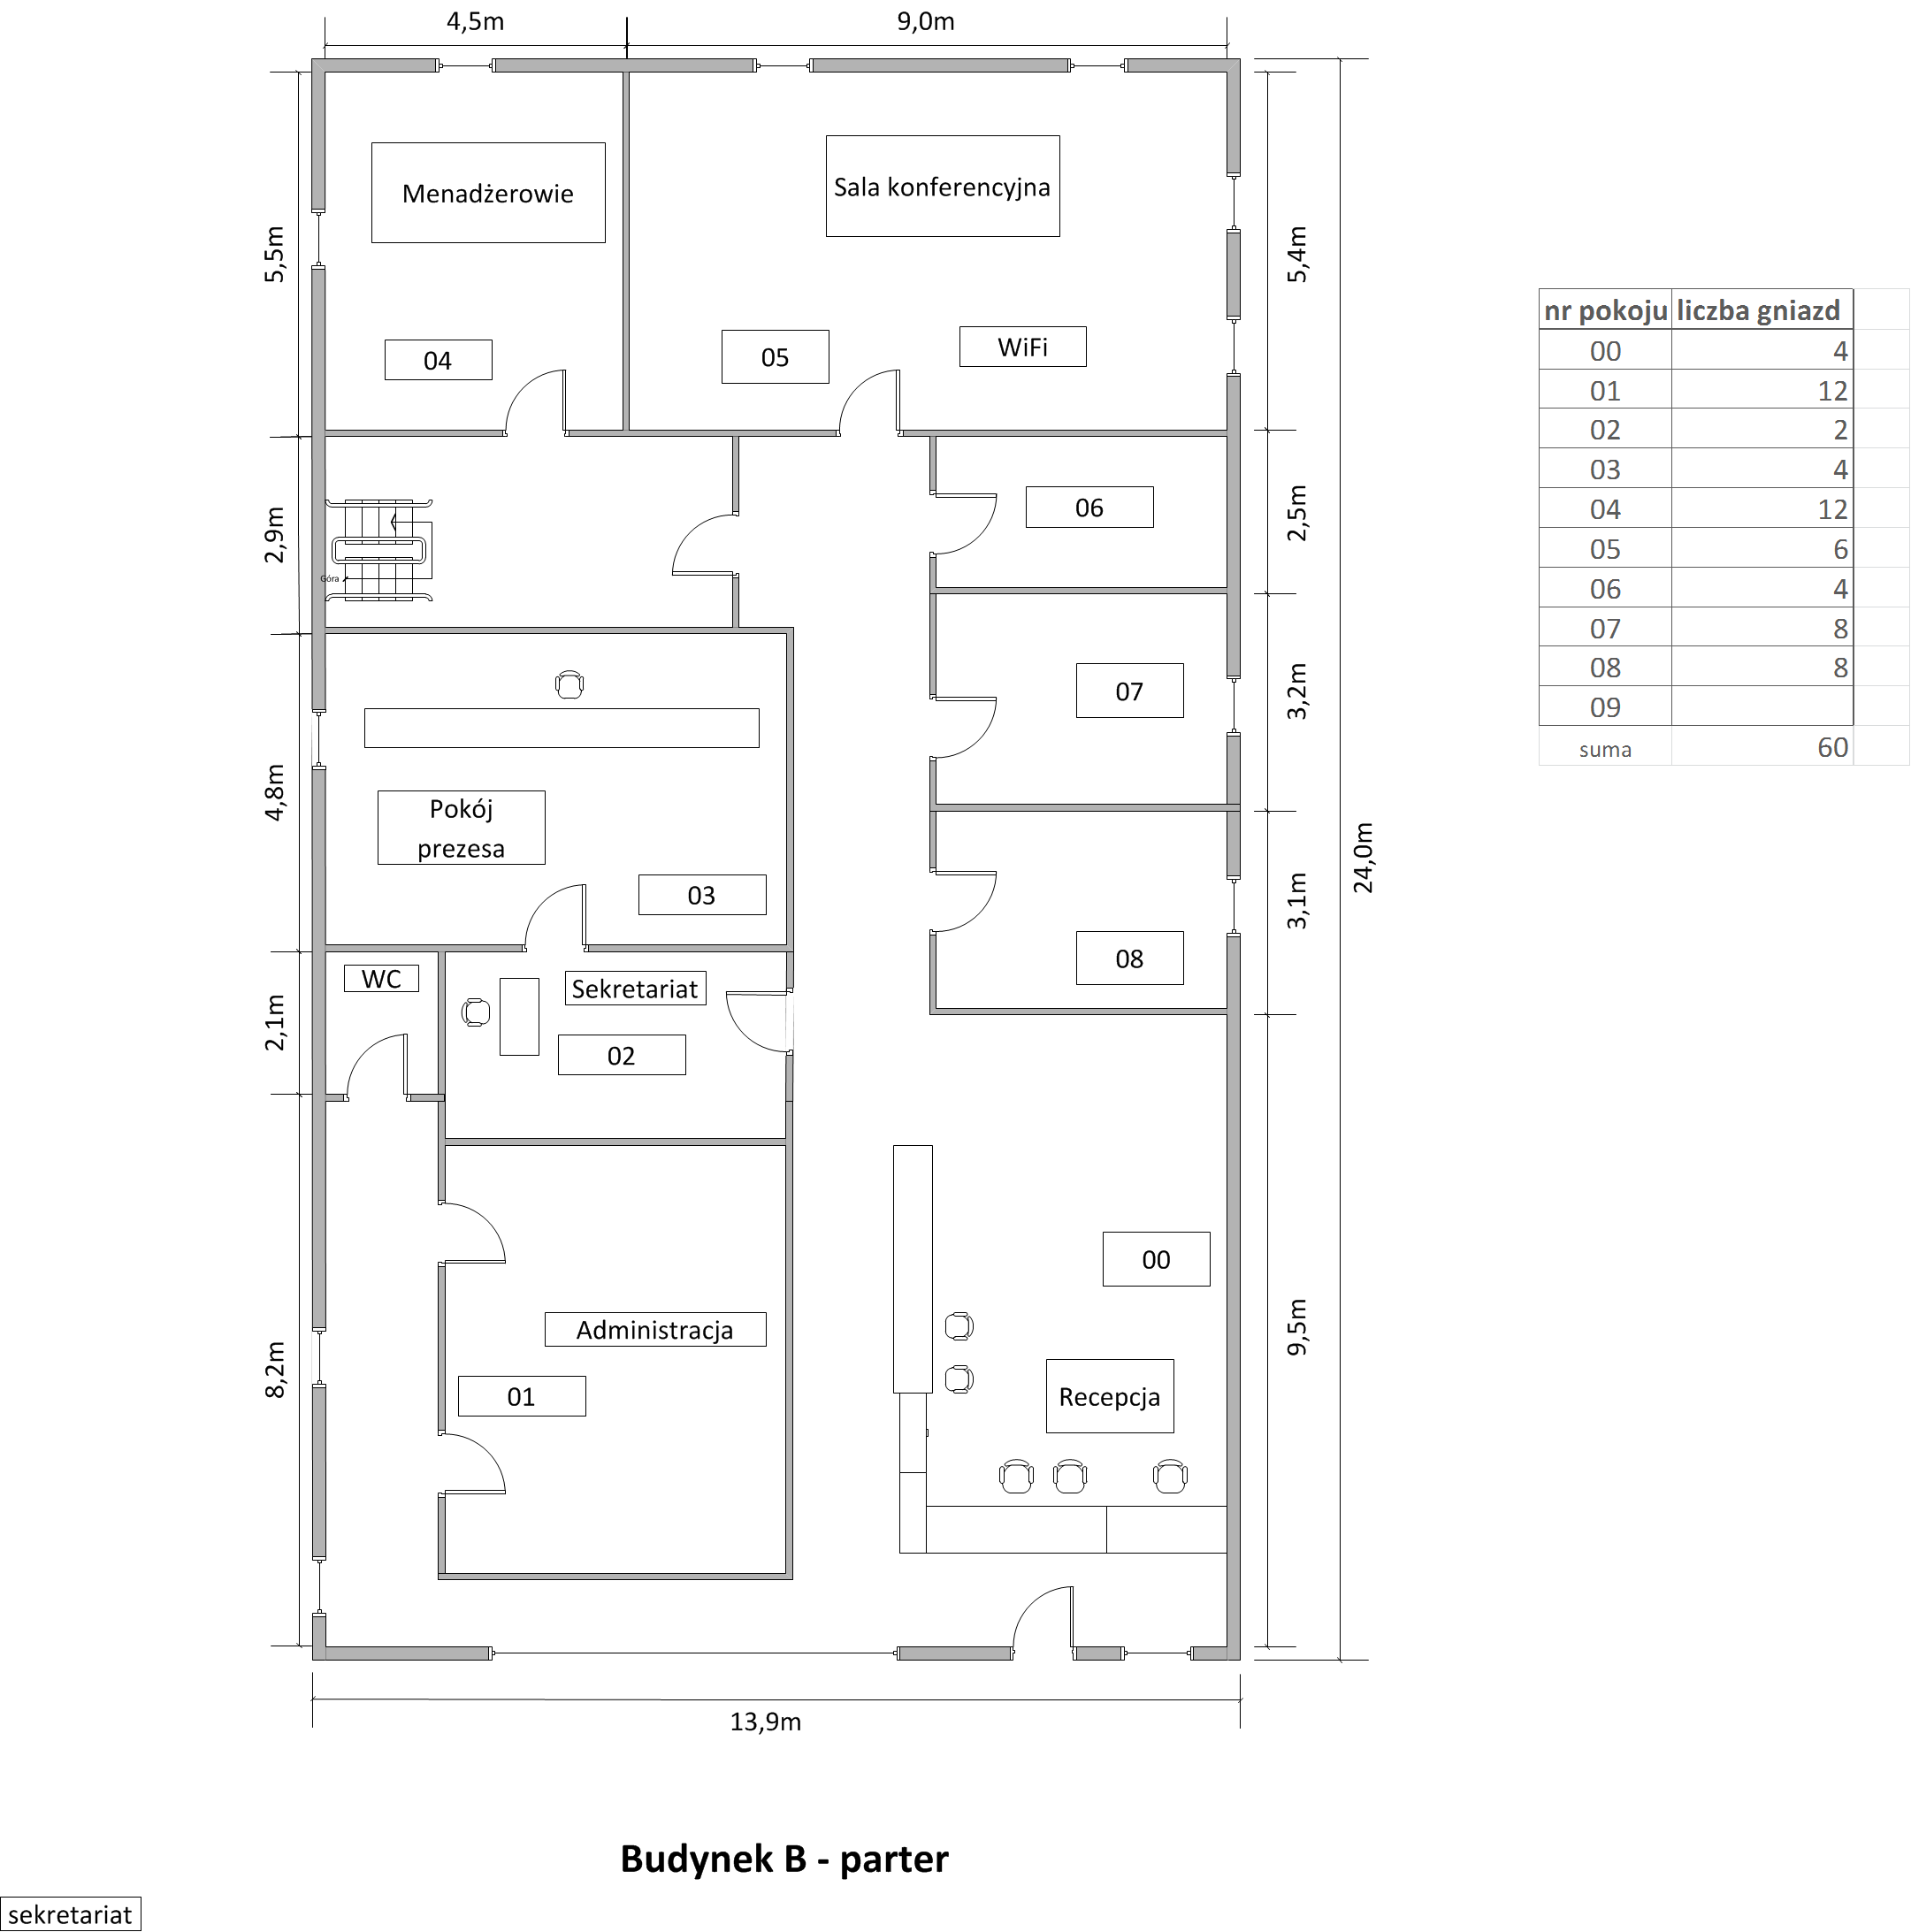 4,5m
9,0m
Menadżerowie
Sala konferencyjna
5,5m
5,4m
04
05
WiFi
nr pokoju liczba gniazd
00 4
01 12
02 2
03 4
04 12
05 6
06 4
07 8
08 8
09
suma 60
2,9m
Góra
06
2,5m
07
3,2m
4,8m
Pokój
prezesa
03
24,0m
08
3,1m
WC
Sekretariat
02
2,1m
00
Administracja
01
8,2m
Recepcja
9,5m
13,9m
Budynek B - parter
sekretariat